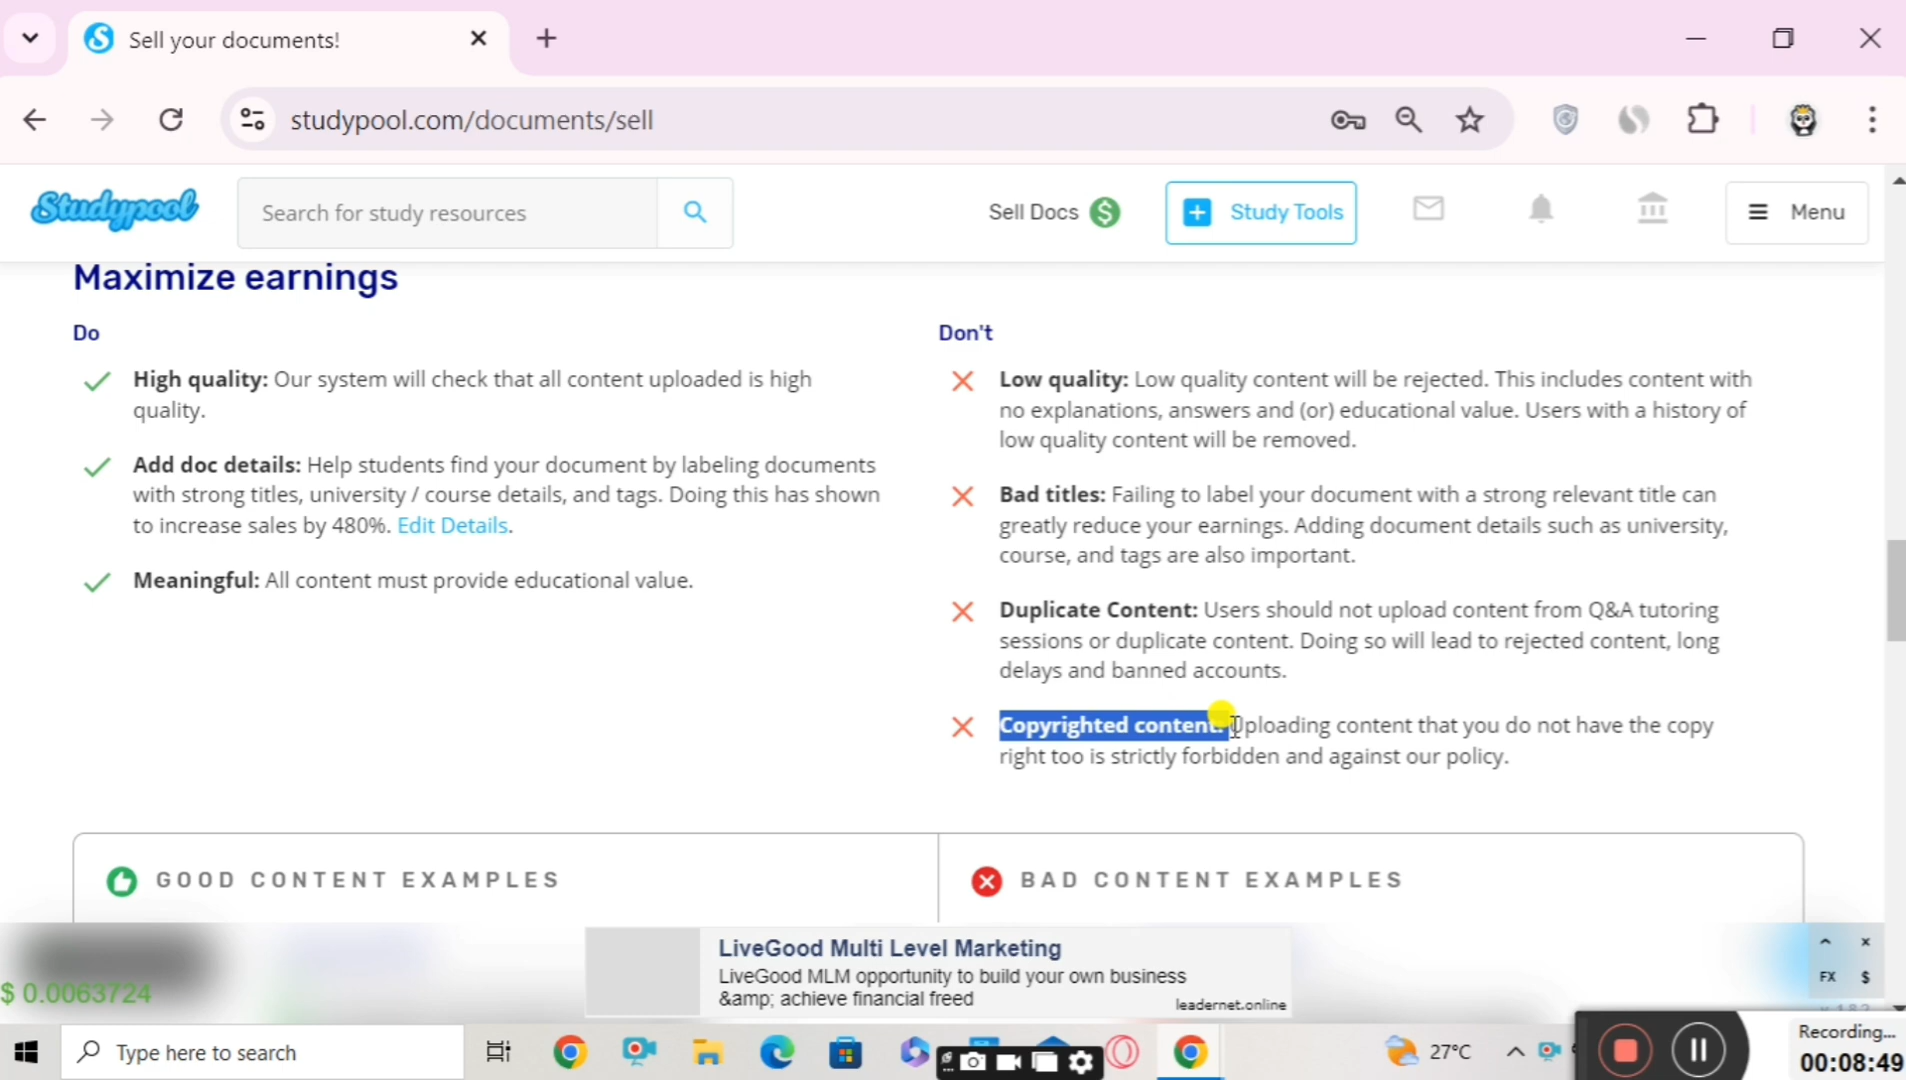 Sell your documents!
studypool.com/documents/sell
Studypool
Search for study resources
Sell Docs $
Study Tools
Menu
Maximize earnings
Do
High quality: Our system will check that all content uploaded is high
quality.
Add doc details: Help students find your document by labeling documents
with strong titles, university / course details, and tags. Doing this has shown
to increase sales by 480%. Edit Details.
Meaningful: All content must provide educational value.
Don't
Low quality: Low quality content will be rejected. This includes content with
no explanations, answers and (or) educational value. Users with a history of
low quality content will be removed.
Bad titles: Failing to label your document with a strong relevant title can
greatly reduce your earnings. Adding document details such as university,
course, and tags are also important.
Duplicate Content: Users should not upload content from Q&A tutoring
sessions or duplicate content. Doing so will lead to rejected content, long
delays and banned accounts.
Copyrighted content: Uploading content that you do not have the copy
right too is strictly forbidden and against our policy.
GOOD CONTENT EXAMPLES
BAD CONTENT EXAMPLES
LiveGood Multi Level Marketing
LiveGood MLM opportunity to build your own business
&amp; achieve financial freed
leadernet.online
$ 0.0063724
FX $
Type here to search
27°C
Recording...
00:08:49